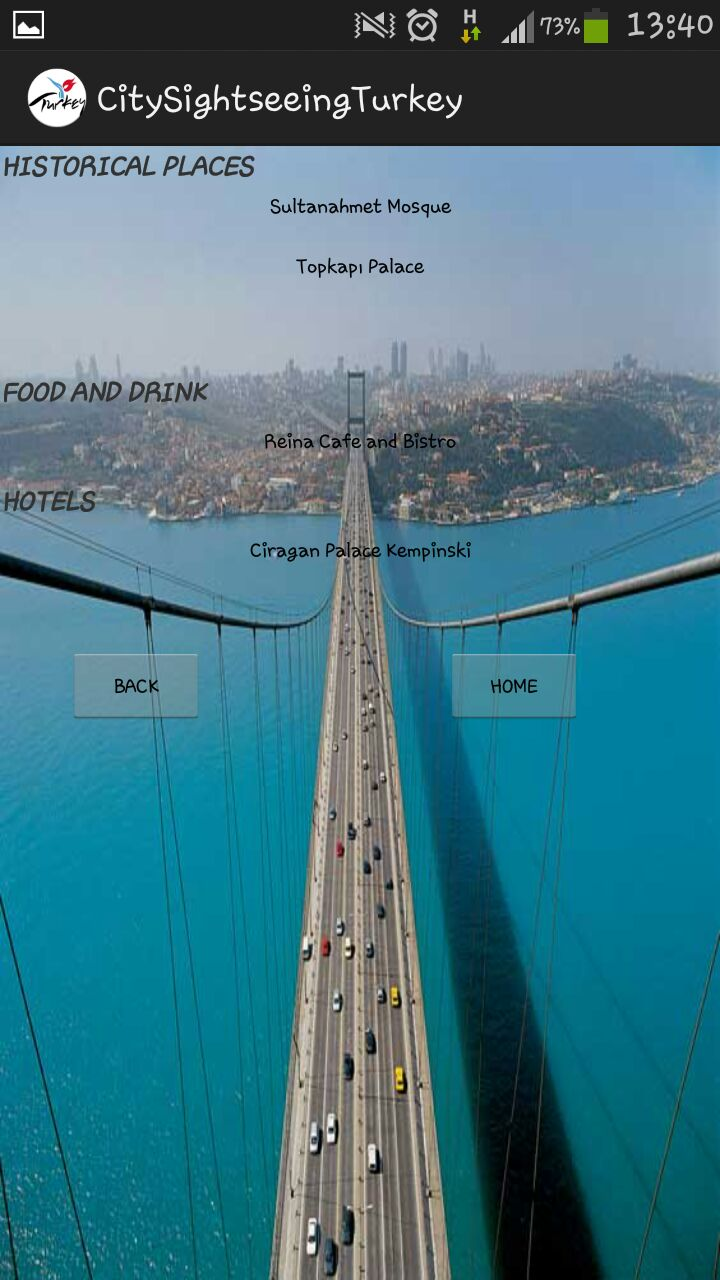 H
73%
13:40
Turkey
CitySightseeingTurkey
HISTORICAL PLACES
Sultanahmet Mosque
Topkapı Palace
FOOD AND DRINK
Reina Cafe and Bistro
HOTELS
Ciragan Palace Kempinski
BACK
HOME